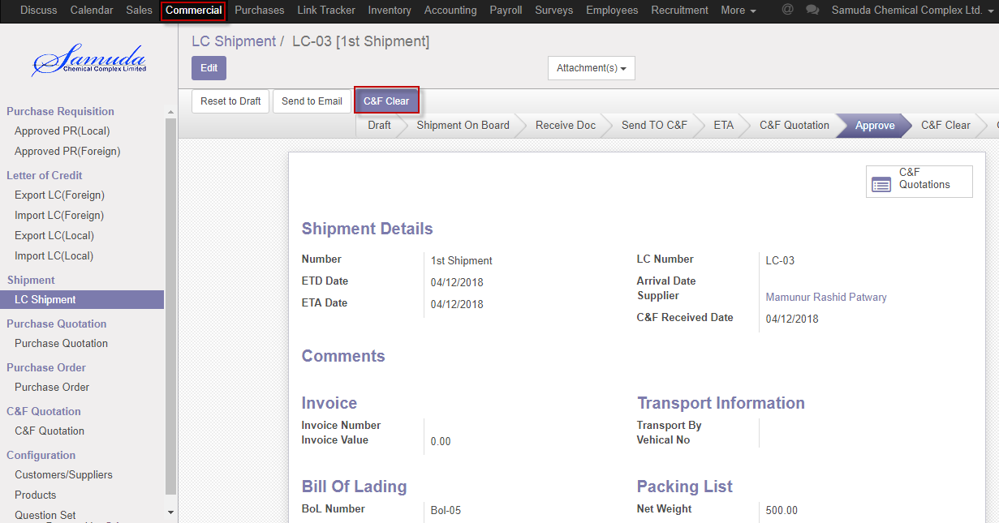 Discuss Calendar Sales Commercial Purchases Link Tracker Inventory Accounting Payroll Surveys Employees Recruitment More @ Samuda Chemical Complex Ltd.
Samuda
Chemical Complex Limited
LC Shipment / LC-03 [1st Shipment]
Edit
Attachment(s)
Reset to Draft Send to Email C&F Clear
Draft Shipment On Board Receive Doc Send TO C&F ETA C&F Quotation Approve C&F Clear
Purchase Requisition
Approved PR(Local)
Approved PR(Foreign)
Letter of Credit
Export LC(Foreign)
Import LC(Foreign)
Export LC(Local)
Import LC(Local)
Shipment
LC Shipment
Purchase Quotation
Purchase Quotation
Purchase Order
Purchase Order
C&F Quotation
C&F Quotation
Configuration
Customers/Suppliers
Products
Question Set
C&F
Quotations
Shipment Details
Number 1st Shipment
ETD Date 04/12/2018
ETA Date 04/12/2018
LC Number LC-03
Arrival Date
Supplier Mamunur Rashid Patwary
C&F Received Date 04/12/2018
Comments
Invoice
Invoice Number
Invoice Value 0.00
Transport Information
Transport By
Vehical No
Bill Of Lading
BoL Number Bol-05
Packing List
Net Weight 500.00